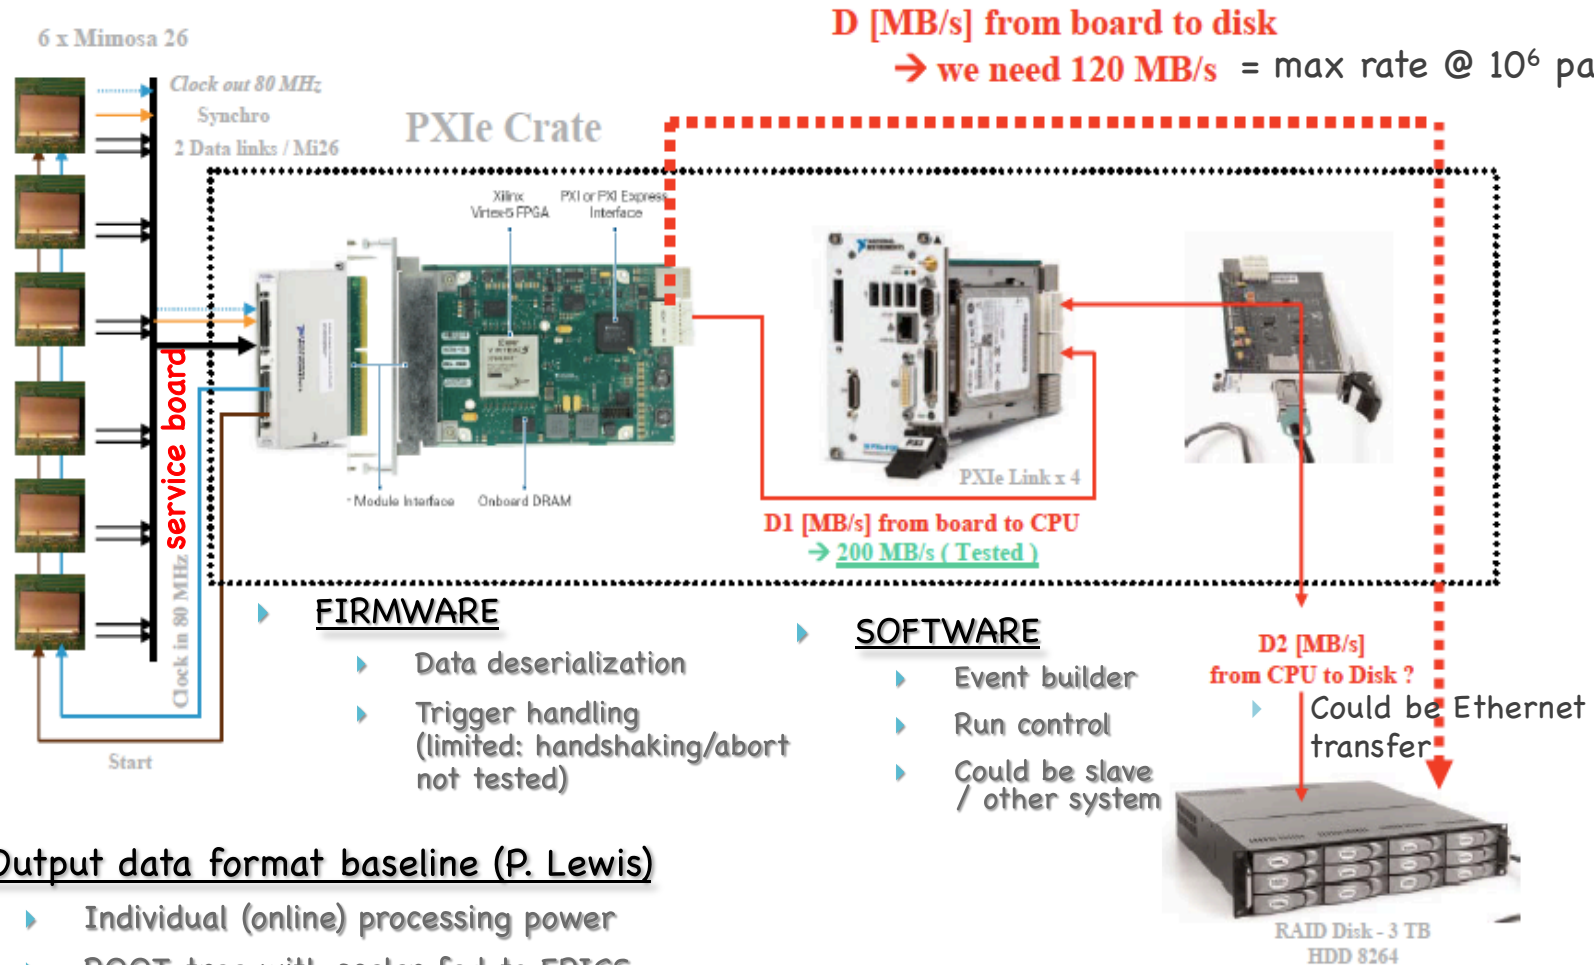 6 x Mimosa 26
D [MB/s] from board to disk
→ we need 120 MB/s = max rate @ 10⁶ pa
Clock out 80 MHz
Synchro
2 Data links / Mi26
PXIe Crate
Xilinx
Virtex-5 FPGA
PXI or PXI Express
Interface
service board
* Module Interface
Onboard DRAM
PXIe Link x 4
D1 [MB/s] from board to CPU
→ 200 MB/s ( Tested )
Clock in 80 MHz
Start
FIRMWARE
Data deserialization
Trigger handling
(limited: handshaking/abort
not tested)
SOFTWARE
Event builder
Run control
Could be slave
/ other system
D2 [MB/s]
from CPU to Disk ?
Could be Ethernet
transfer
Output data format baseline (P. Lewis)
Individual (online) processing power
RAID Disk - 3 TB
HDD 8264